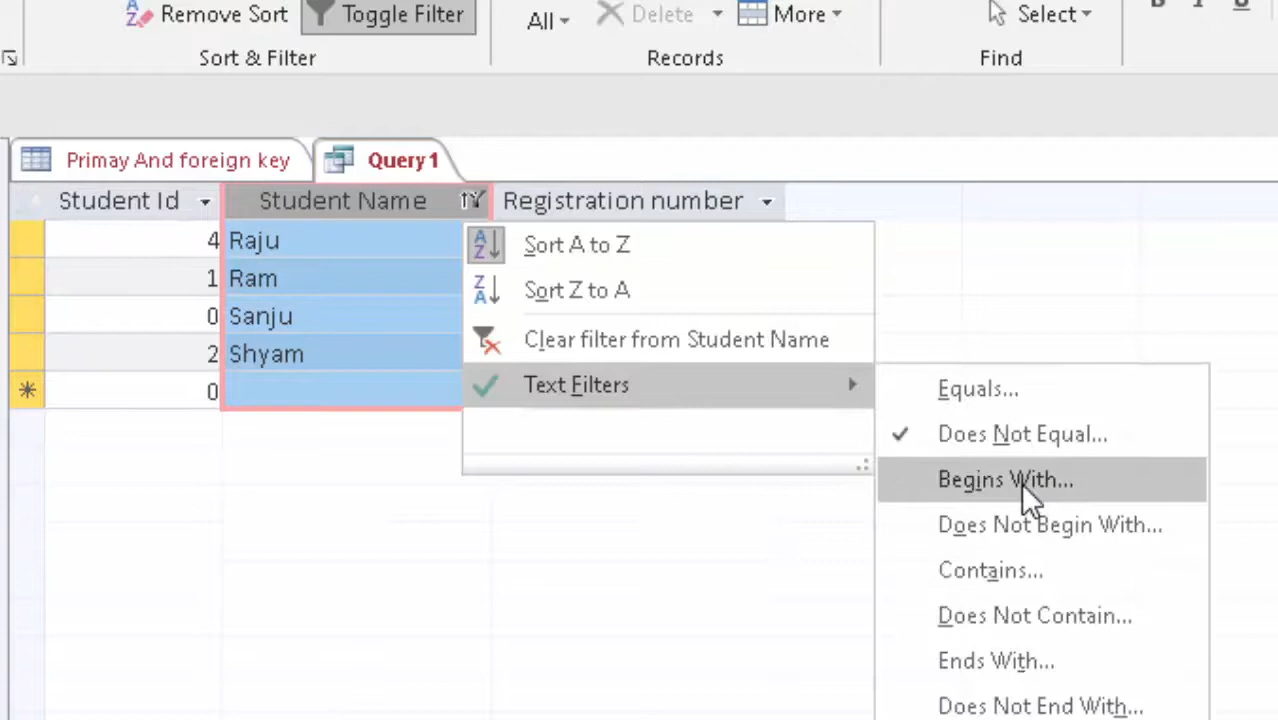 Remove Sort Toggle Filter All Delete More Select
Sort & Filter Records Find
Primay And foreign key Query1
Student Id Student Name Registration number
4 Raju
1 Ram
0 Sanju
2 Shyam
0
Sort A to Z
Sort Z to A
Clear filter from Student Name
Text Filters
Equals...
Does Not Equal...
Begins With...
Does Not Begin With...
Contains...
Does Not Contain...
Ends With...
Does Not End With...